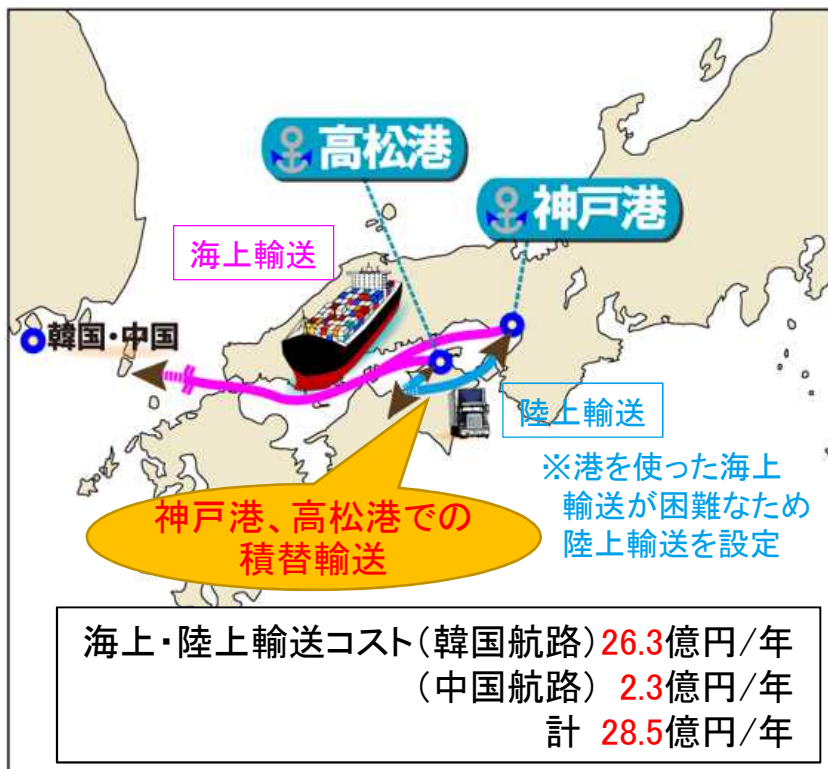 高松港
神戸港
海上輸送
韓国・中国
陸上輸送
※港を使った海上
輸送が困難なため
陸上輸送を設定
神戸港、高松港での
積替輸送
海上・陸上輸送コスト(韓国航路)26.3億円/年
(中国航路) 2.3億円/年
計 28.5億円/年